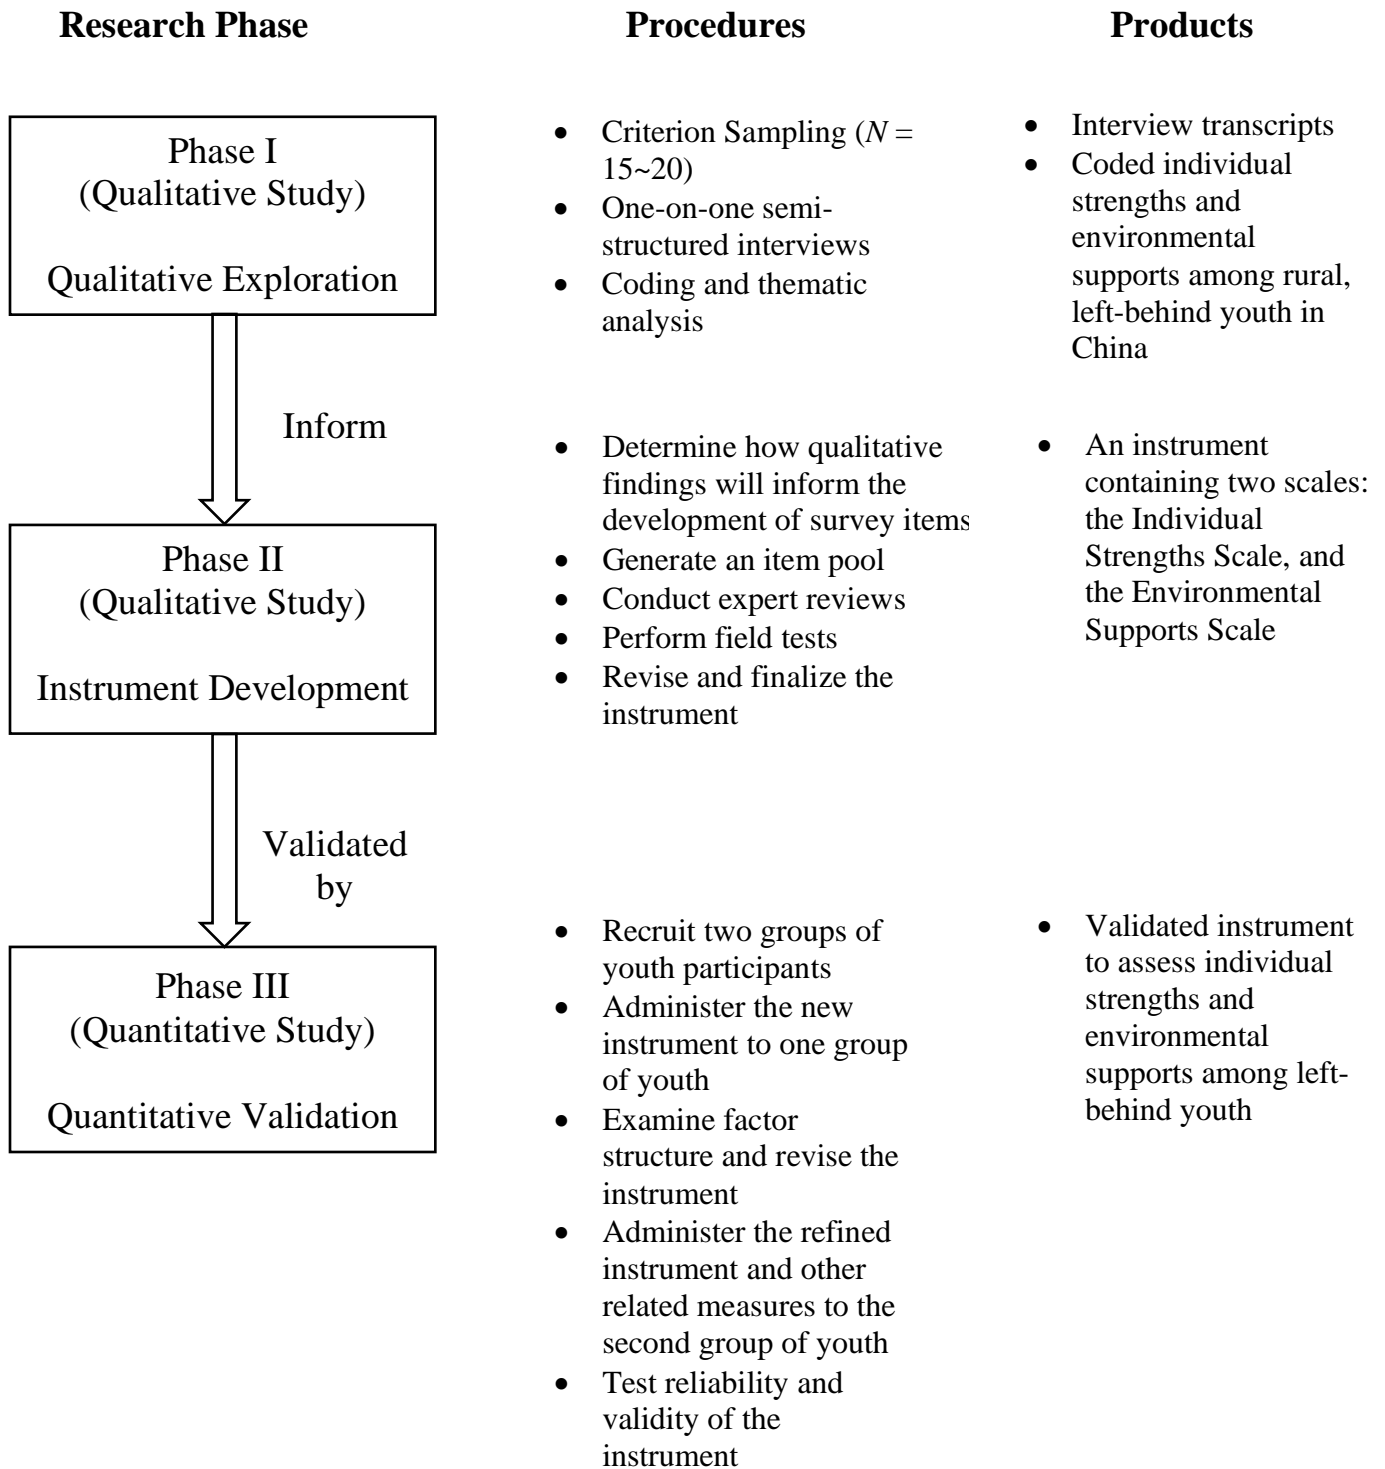 Research Phase
Procedures
Products
Phase I
(Qualitative Study)
Qualitative Exploration
• Criterion Sampling (N =
15~20)
• One-on-one semi-
structured interviews
• Coding and thematic
analysis
• Interview transcripts
• Coded individual
strengths and
environmental
supports among rural,
left-behind youth in
China
Inform
Phase II
(Qualitative Study)
Instrument Development
• Determine how qualitative
findings will inform the
development of survey items
• Generate an item pool
• Conduct expert reviews
• Perform field tests
• Revise and finalize the
instrument
• An instrument
containing two scales:
the Individual
Strengths Scale, and
the Environmental
Supports Scale
Validated
by
Phase III
(Quantitative Study)
Quantitative Validation
• Recruit two groups of
youth participants
• Administer the new
instrument to one group
of youth
• Examine factor
structure and revise the
instrument
• Administer the refined
instrument and other
related measures to the
second group of youth
• Test reliability and
validity of the
instrument
• Validated instrument
to assess individual
strengths and
environmental
supports among left-
behind youth